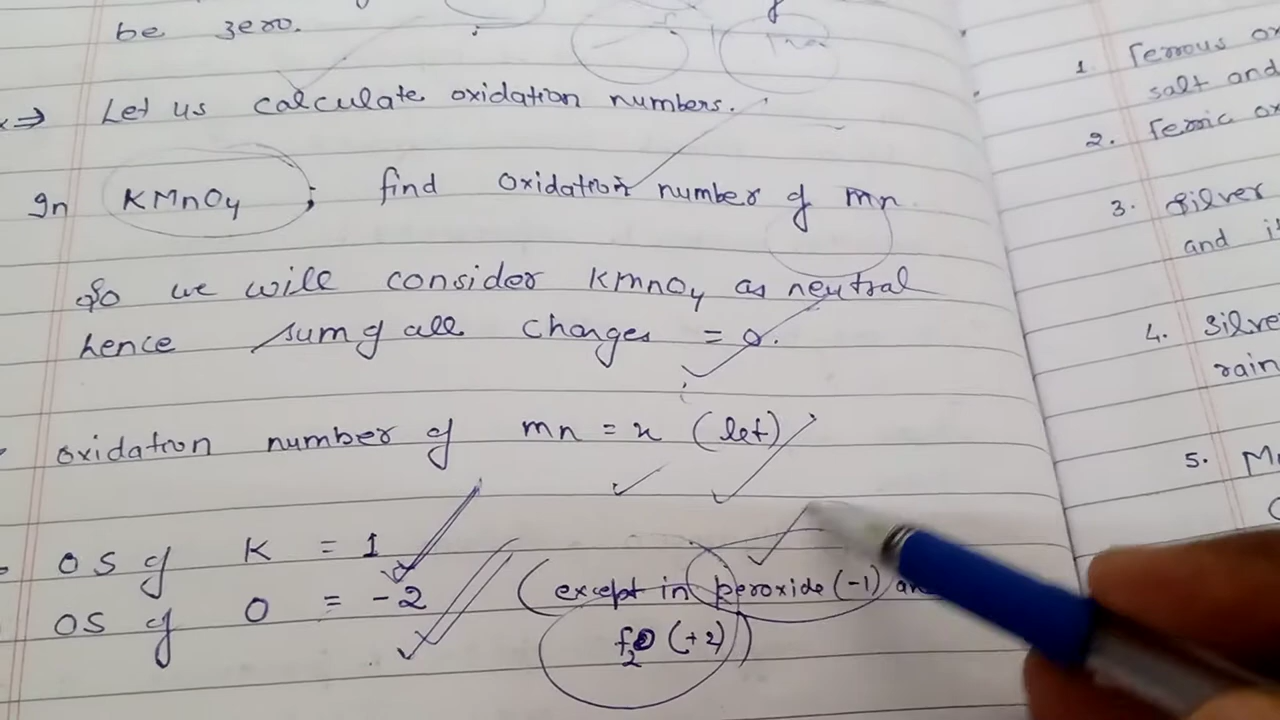 be zero.
Let us calculate oxidation numbers.
In KMnO4 ; find oxidation number of mn
So we will consider KMnO4 as neutral
hence sum of all charges = 0.
oxidation number of mn = x (let)
OS of K = 1
OS of O = -2 (except in peroxide (-1)
f2O (+2))
1. Ferrous
salt and
2. Ferric
3. Silver
and
4.
rain
5.